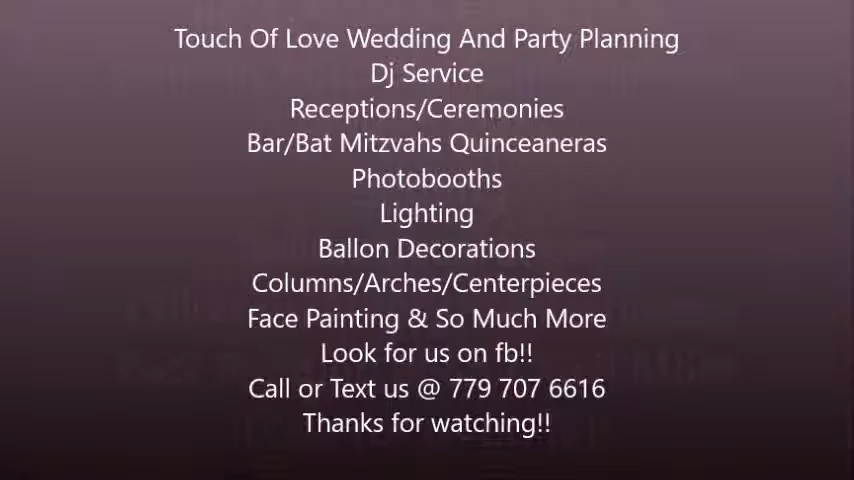 Touch Of Love Wedding And Party Planning
Dj Service
Receptions/Ceremonies
Bar/Bat Mitzvahs Quinceaneras
Photobooths
Lighting
Ballon Decorations
Columns/Arches/Centerpieces
Face Painting & So Much More
Look for us on fb!!
Call or Text us @ 779 707 6616
Thanks for watching!!